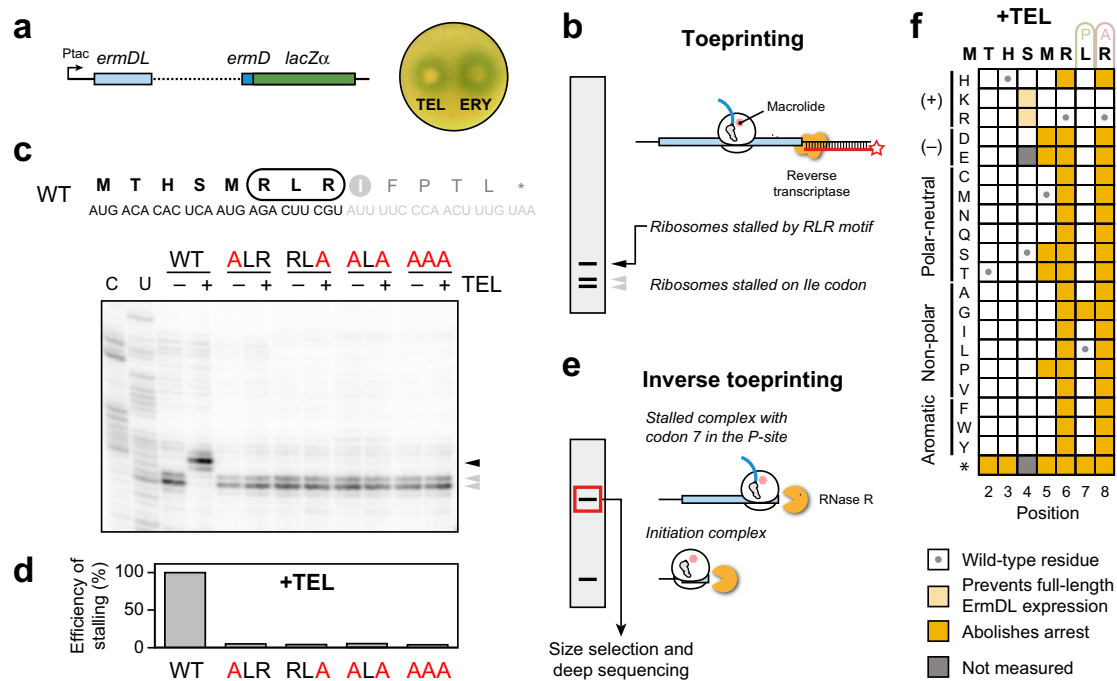 a
Ptac
ermDL
ermD lacZα
TEL ERY
b
Toeprinting
Macrolide
Reverse
transcriptase
Ribosomes stalled by RLR motif
Ribosomes stalled on Ile codon
c
WT
M T H S M R L R I F P T L *
AUG ACA CAC UCA AUG AGA CUU CGU AUU UUC CCA ACU UUG UAA
WT ALR RLA ALA AAA
C U – + – + – + – + – + TEL
d
+TEL
Efficiency of
stalling (%)
100
50
0
WT ALR RLA ALA AAA
e
Inverse toeprinting
Stalled complex with
codon 7 in the P-site
RNase R
Initiation complex
Size selection and
deep sequencing
f
+TEL
P A
M T H S M R L R
(+)
H
K
R
(–)
D
E
Polar-neutral
C
M
N
Q
S
T
Non-polar
A
G
I
L
P
V
Aromatic
F
W
Y
*
2 3 4 5 6 7 8
Position
Wild-type residue
Prevents full-length
ErmDL expression
Abolishes arrest
Not measured